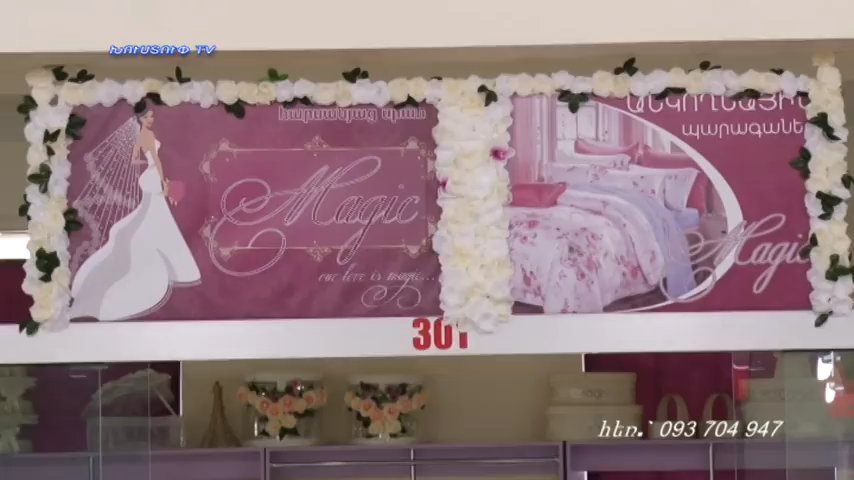 ԽՈՒՍՏՈՒՓ TV
հարսանյաց սրահ
Magic
our love is magic...
ԱՆԿՈՂՆԱՅԻՆ
պարագաներ
Magic
301
հեռ.՝ 093 704 947